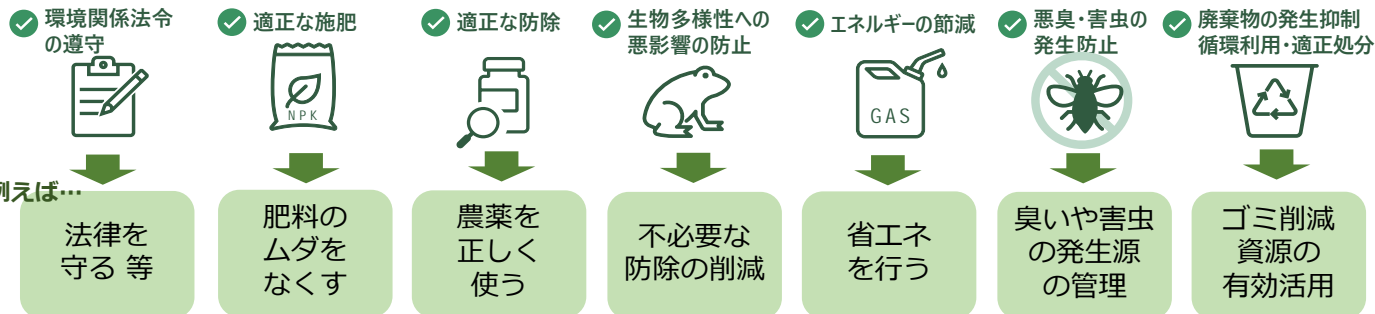 環境関係法令
の遵守
適正な施肥
適正な防除
生物多様性への
悪影響の防止
エネルギーの節減
悪臭・害虫の
発生防止
廃棄物の発生抑制
循環利用・適正処分
NPK
GAS
例えば…
法律を
守る 等
肥料の
ムダを
なくす
農薬を
正しく
使う
不必要な
防除の削減
省エネ
を行う
臭いや害虫
の発生源
の管理
ゴミ削減
資源の
有効活用